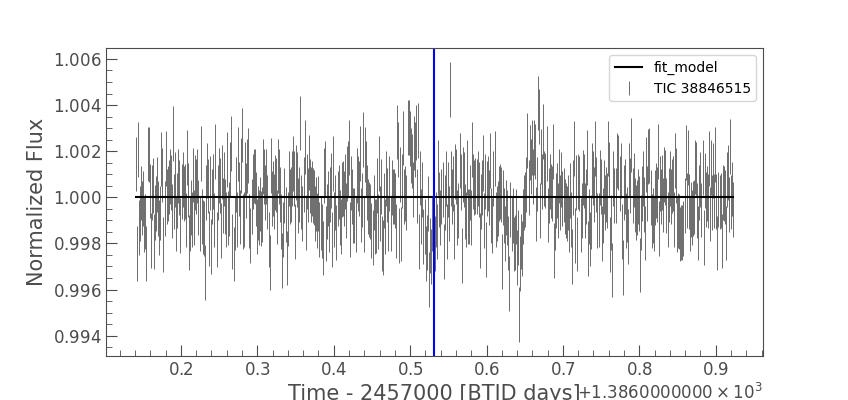 1.006
1.004
1.002
1.000
0.998
0.996
0.994
Normalized Flux
fit_model
TIC 38846515
0.2 0.3 0.4 0.5 0.6 0.7 0.8 0.9
Time - 2457000 [BTJD days]
+1.3860000000 × 10³